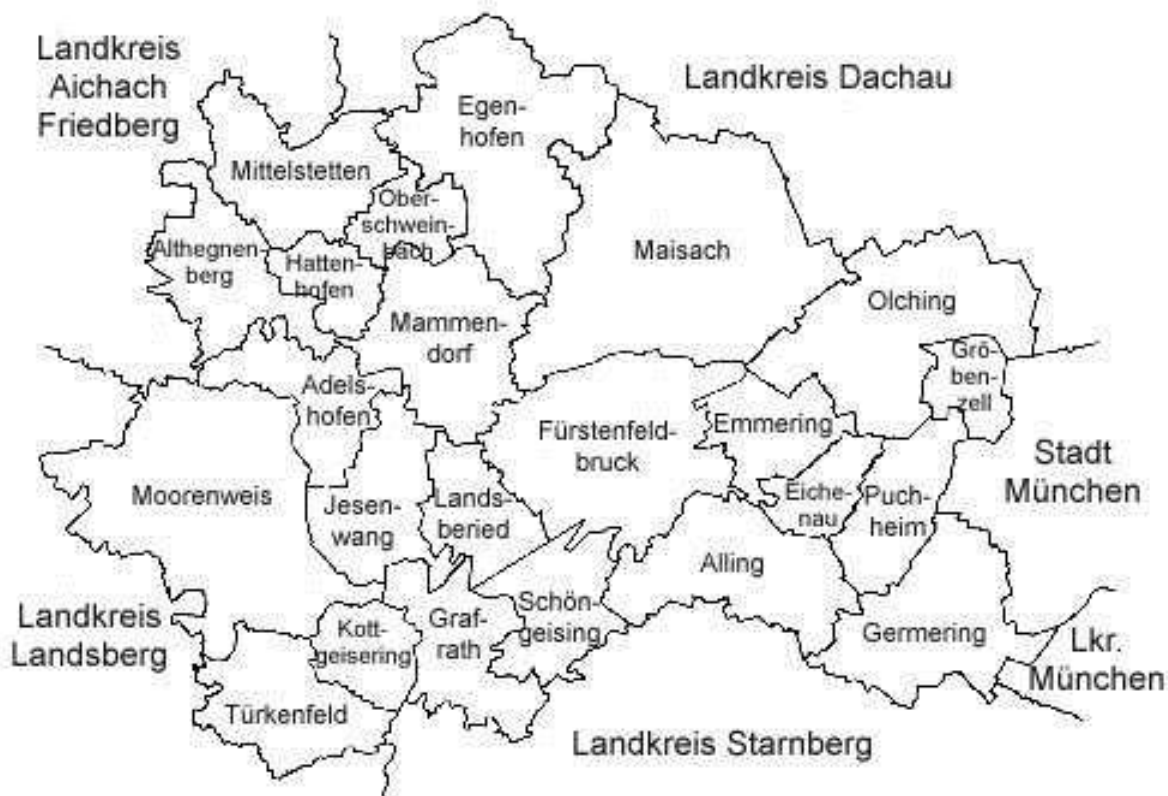 Landkreis
Aichach
Friedberg
Landkreis Dachau
Egen-
hofen
Mittelstetten
Ober-
schwein-
bach
Althegnen-
berg
Hatten-
hofen
Maisach
Olching
Mammen-
dorf
Grö-
ben-
zell
Adels-
hofen
Fürstenfeld-
bruck
Emmering
Stadt
München
Moorenweis
Jesen-
wang
Lands-
beried
Eiche-
nau
Puch-
heim
Alling
Schön-
geising
Landkreis
Landsberg
Kott-
geisering
Graf-
rath
Germering
Lkr.
München
Türkenfeld
Landkreis Starnberg